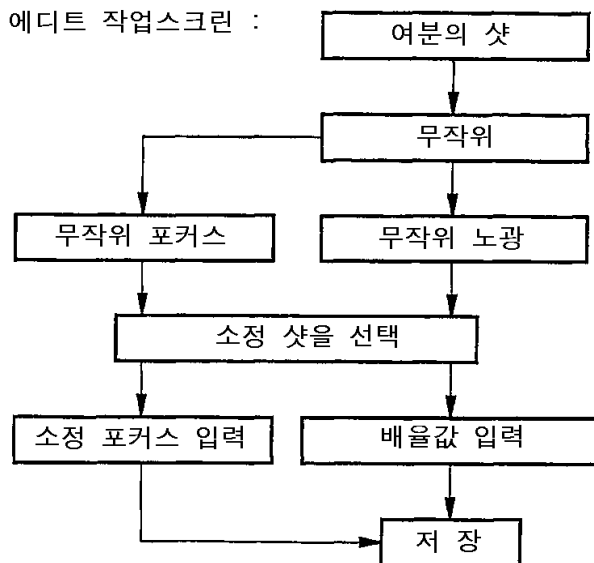 에디트 작업스크린 :
여분의 샷
무작위
무작위 포커스
무작위 노광
소정 샷을 선택
소정 포커스 입력
배율값 입력
저 장